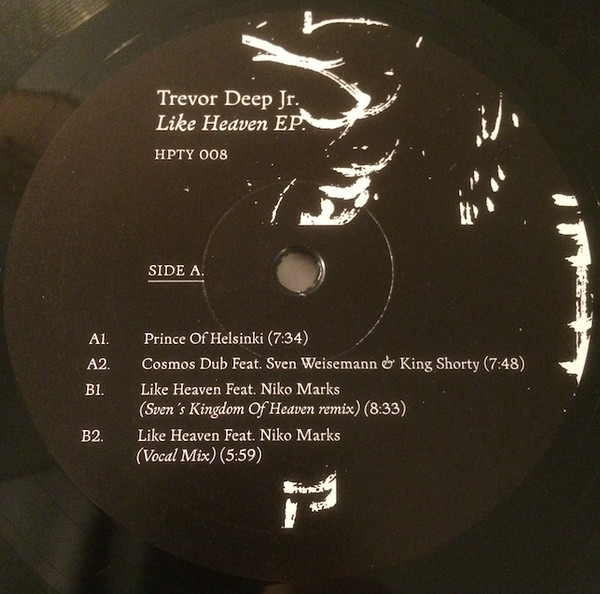 Trevor Deep Jr.
Like Heaven EP.
HPTY 008
SIDE A.
A1. Prince Of Helsinki (7:34)
A2. Cosmos Dub Feat. Sven Weisemann & King Shorty (7:48)
B1. Like Heaven Feat. Niko Marks
(Sven´s Kingdom Of Heaven remix) (8:33)
B2. Like Heaven Feat. Niko Marks
(Vocal Mix) (5:59)